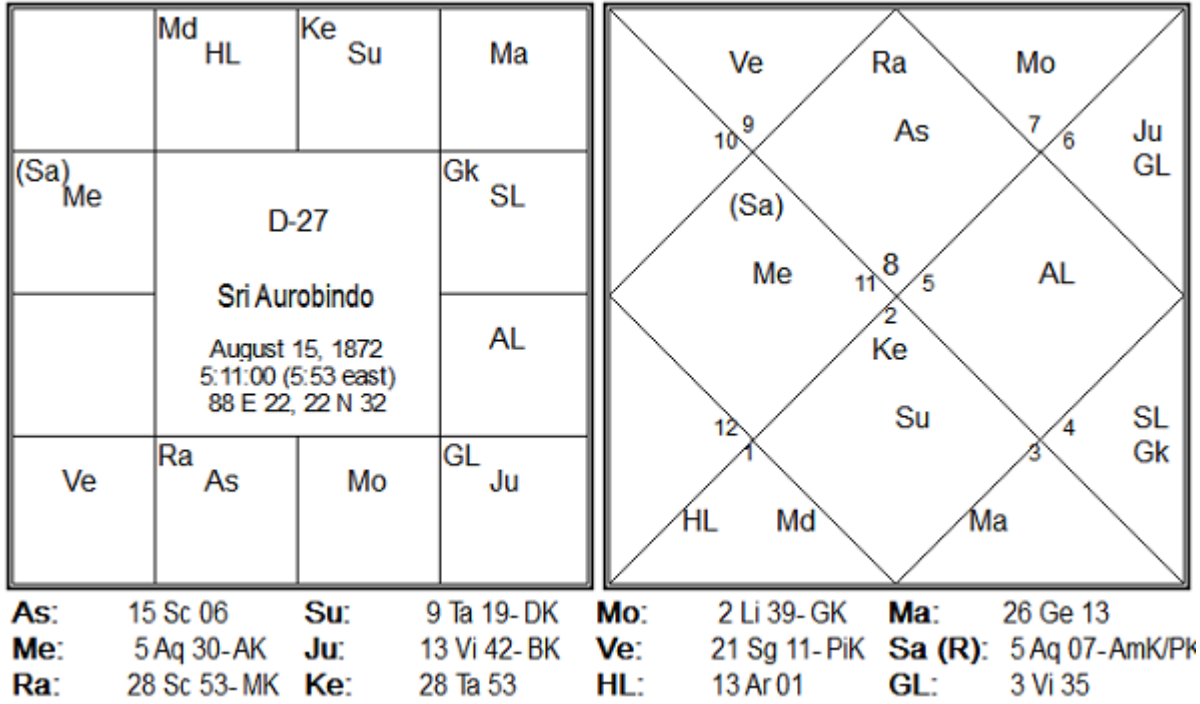 Md
HL
Ke
Su
Ma
(Sa)
Me
Gk
SL
D-27
Sri Aurobindo
August 15, 1872
5:11:00 (5:53 east)
88 E 22, 22 N 32
AL
Ve
Ra
As
Mo
GL
Ju
Ve
Ra
Mo
As
9
10
7
6
Ju
GL
(Sa)
Me
8
11
5
2
AL
Ke
Su
12
1
4
3
SL
Gk
HL
Md
Ma
As: 15 Sc 06 Su: 9 Ta 19- DK Mo: 2 Li 39- GK Ma: 26 Ge 13
Me: 5 Aq 30- AK Ju: 13 Vi 42- BK Ve: 21 Sg 11- PiK Sa (R): 5 Aq 07- AmK/PK
Ra: 28 Sc 53- MK Ke: 28 Ta 53 HL: 13 Ar 01 GL: 3 Vi 35